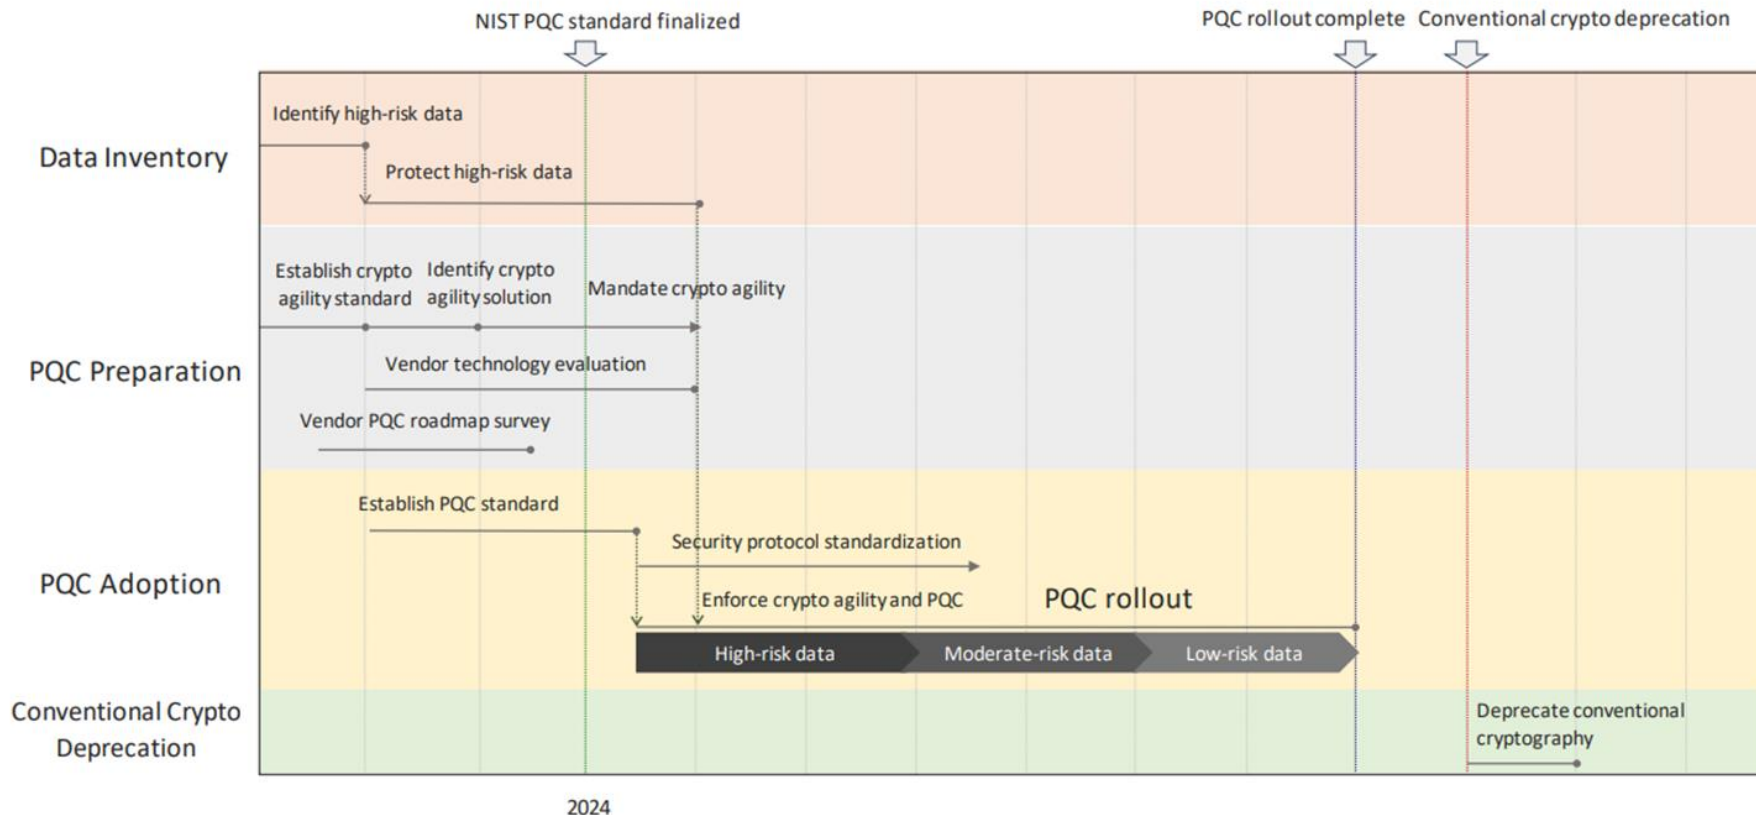 NIST PQC standard finalized
PQC rollout complete
Conventional crypto deprecation
Data Inventory
Identify high-risk data
Protect high-risk data
PQC Preparation
Establish crypto
agility standard
Identify crypto
agility solution
Mandate crypto agility
Vendor technology evaluation
Vendor PQC roadmap survey
PQC Adoption
Establish PQC standard
Security protocol standardization
Enforce crypto agility and PQC
PQC rollout
High-risk data
Moderate-risk data
Low-risk data
Conventional Crypto
Deprecation
Deprecate conventional
cryptography
2024